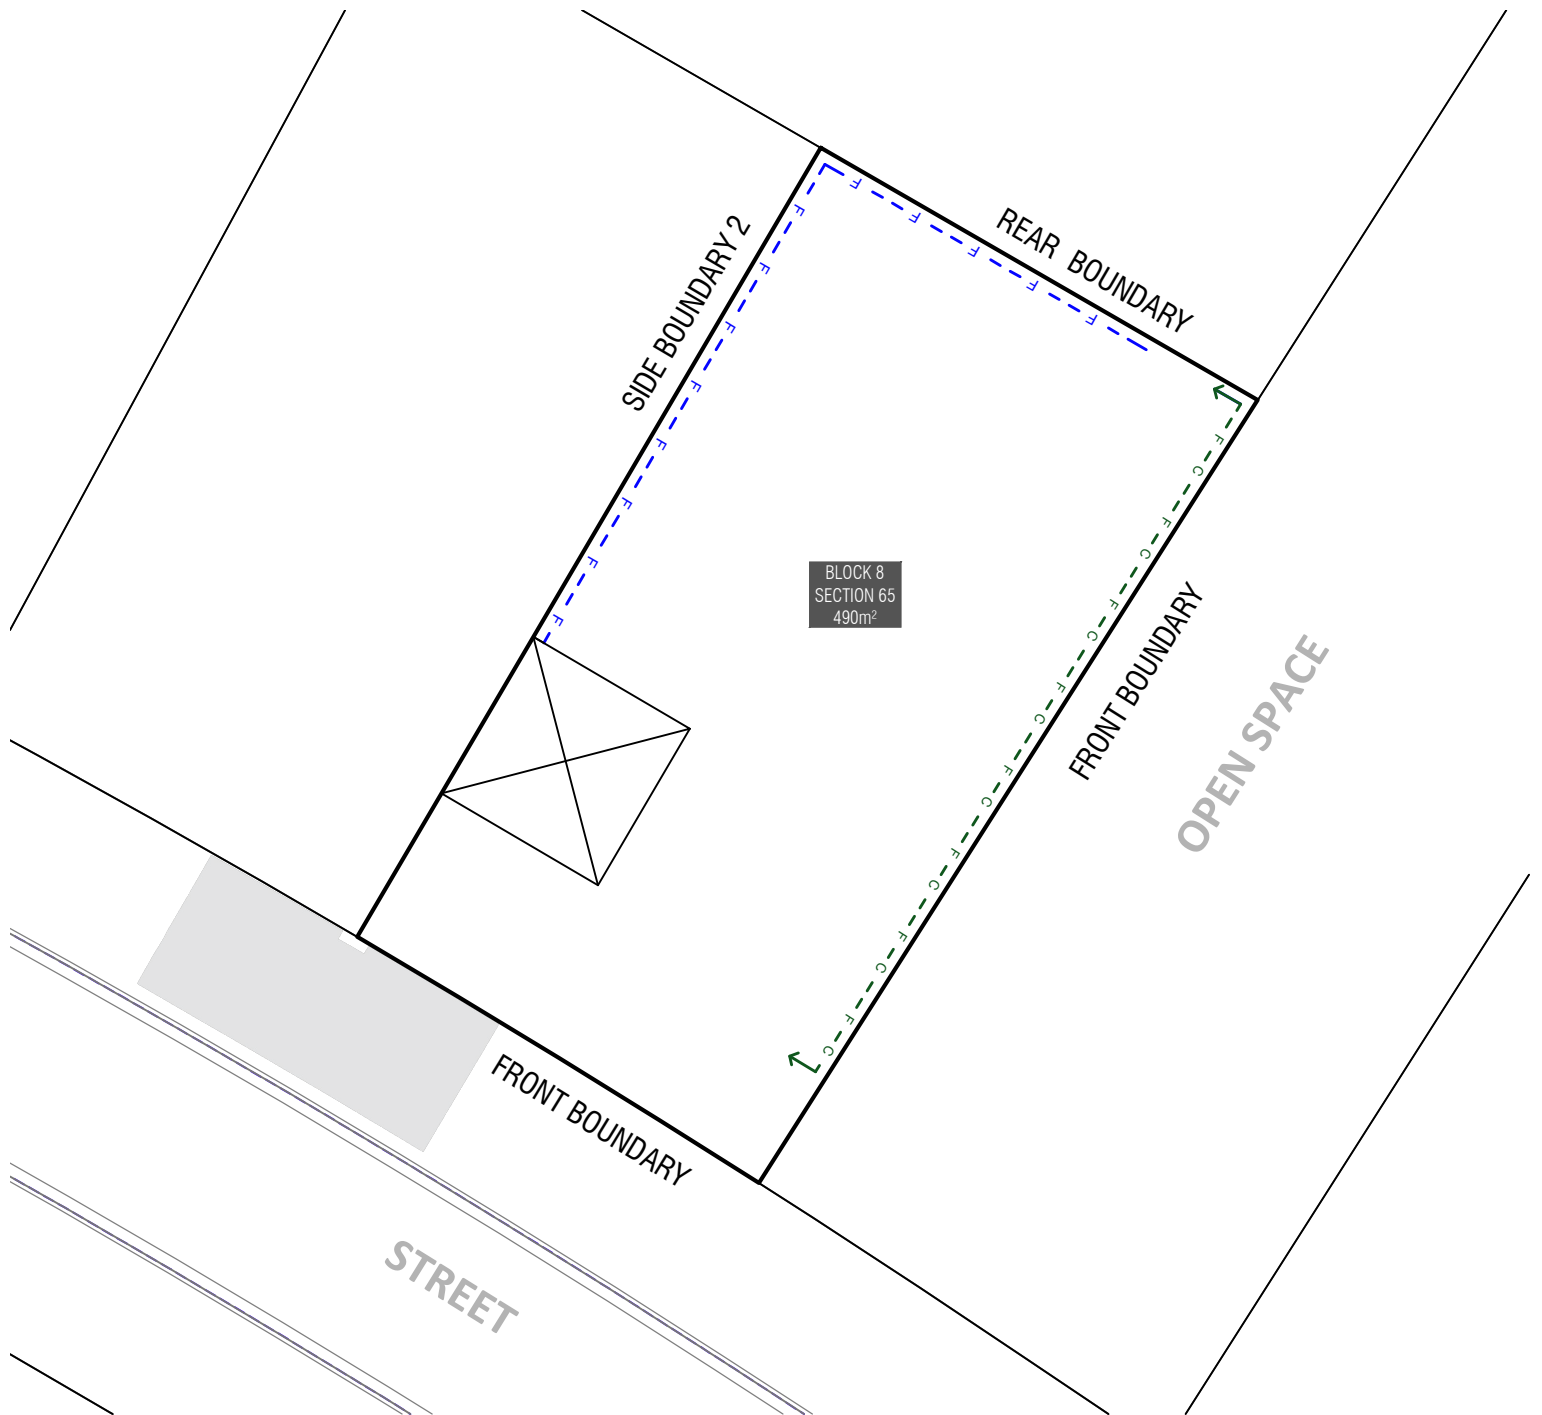 REAR BOUNDARY
SIDE BOUNDARY 2
F F F F F
F F F F F F F F
BLOCK 8
SECTION 65
490m²
F C F C F C F C F C F C F C F C
FRONT BOUNDARY
OPEN SPACE
FRONT BOUNDARY
STREET